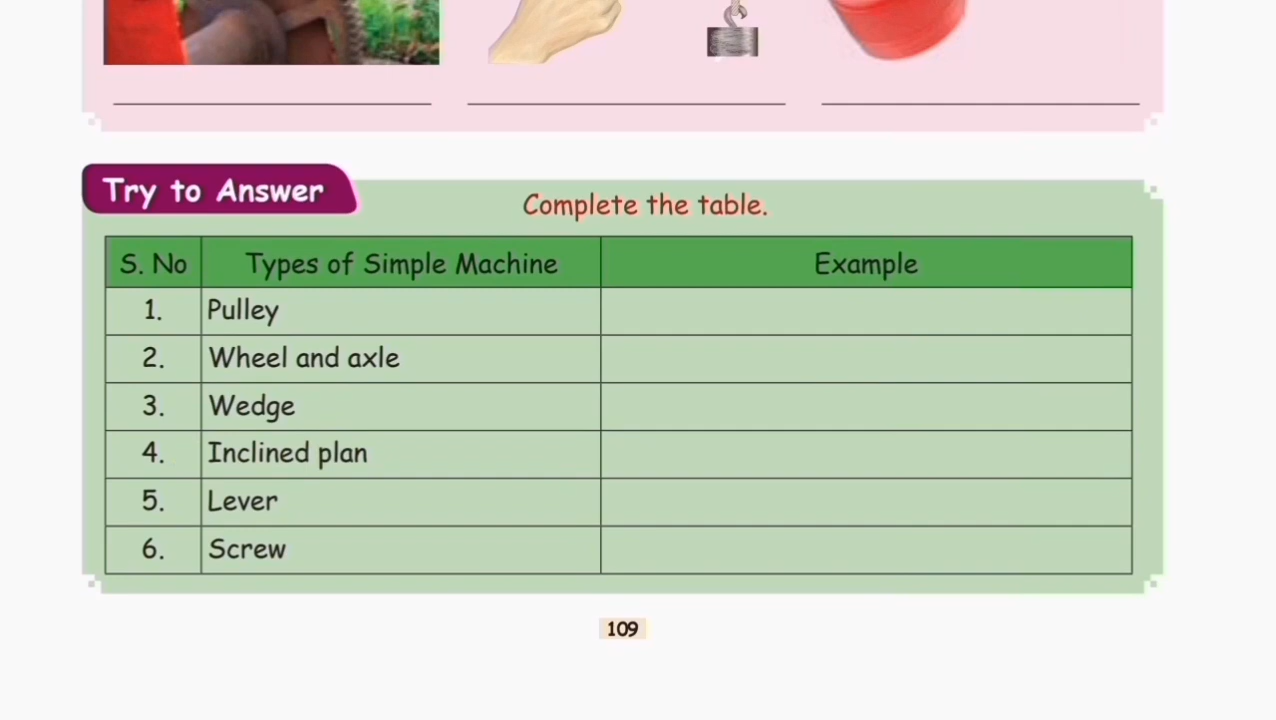 Try to Answer
Complete the table.
S. No Types of Simple Machine Example
1. Pulley
2. Wheel and axle
3. Wedge
4. Inclined plan
5. Lever
6. Screw
109